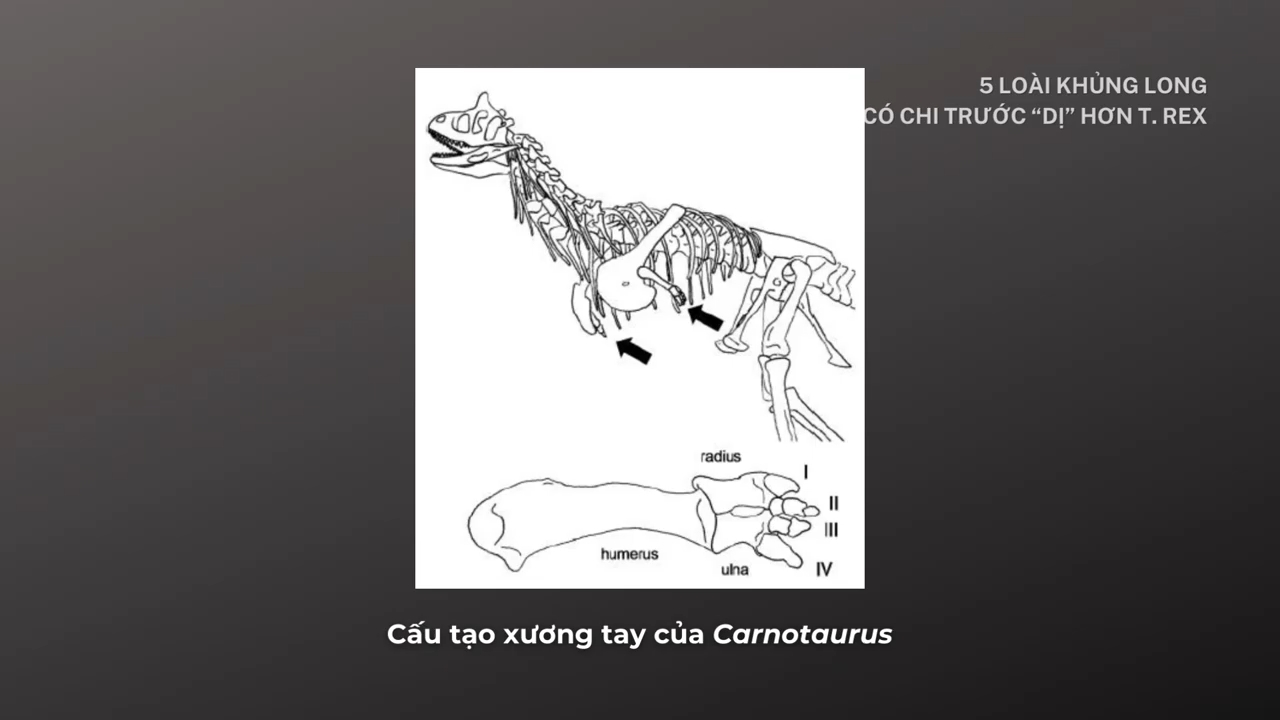 5 LOÀI KHỦNG LONG
CÓ CHI TRƯỚC “DỊ” HƠN T. REX
radius
I
II
III
humerus
ulna
IV
Cấu tạo xương tay của Carnotaurus